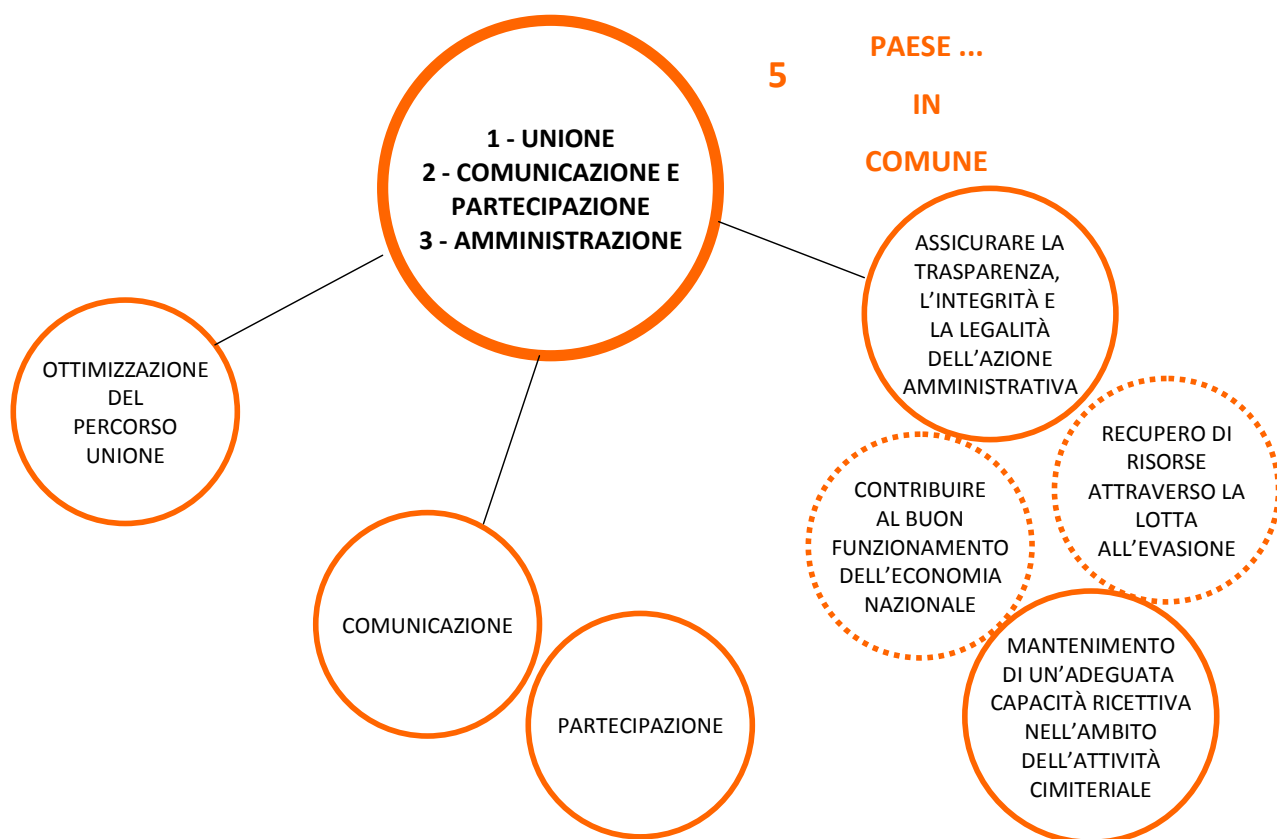 5
PAESE ...
IN
COMUNE
1 - UNIONE
2 - COMUNICAZIONE E
PARTECIPAZIONE
3 - AMMINISTRAZIONE
OTTIMIZZAZIONE
DEL
PERCORSO
UNIONE
COMUNICAZIONE
PARTECIPAZIONE
ASSICURARE LA
TRASPARENZA,
L’INTEGRITÀ E
LA LEGALITÀ
DELL’AZIONE
AMMINISTRATIVA
CONTRIBUIRE
AL BUON
FUNZIONAMENTO
DELL’ECONOMIA
NAZIONALE
RECUPERO DI
RISORSE
ATTRAVERSO LA
LOTTA
ALL’EVASIONE
MANTENIMENTO
DI UN’ADEGUATA
CAPACITÀ RICETTIVA
NELL’AMBITO
DELL’ATTIVITÀ
CIMITERIALE